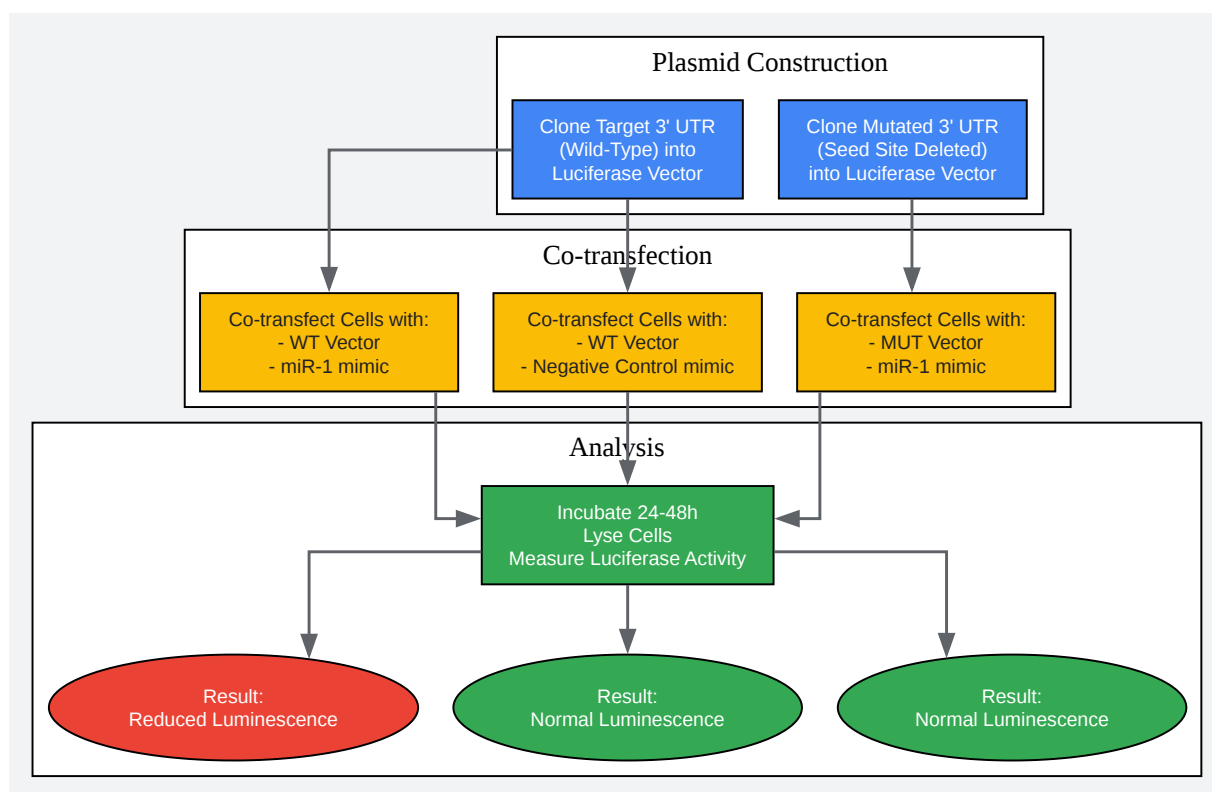 Plasmid Construction
Clone Target 3' UTR
(Wild-Type) into
Luciferase Vector
Clone Mutated 3' UTR
(Seed Site Deleted)
into Luciferase Vector
Co-transfection
Co-transfect Cells with:
- WT Vector
- miR-1 mimic
Co-transfect Cells with:
- WT Vector
- Negative Control mimic
Co-transfect Cells with:
- MUT Vector
- miR-1 mimic
Analysis
Incubate 24-48h
Lyse Cells
Measure Luciferase Activity
Result:
Reduced Luminescence
Result:
Normal Luminescence
Result:
Normal Luminescence